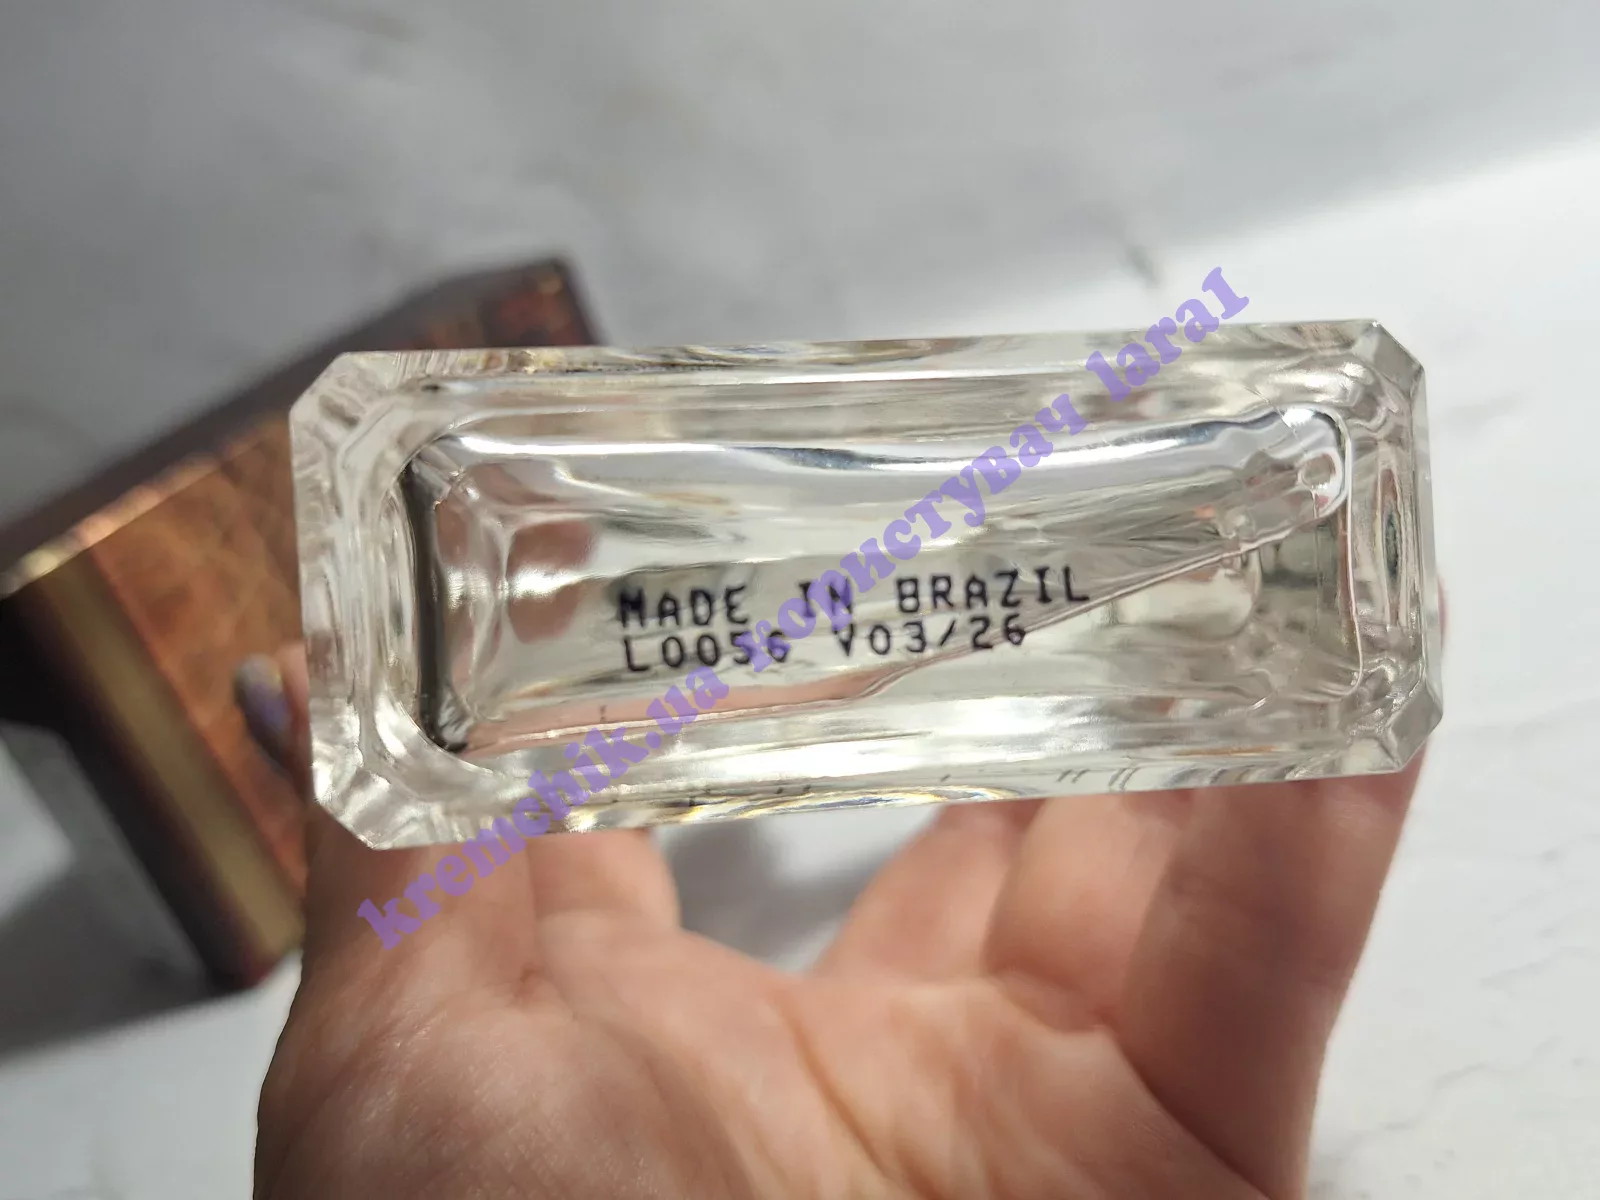 MADE IN BRAZIL
L0056 V03/26
kremchik.ua користувач lara1